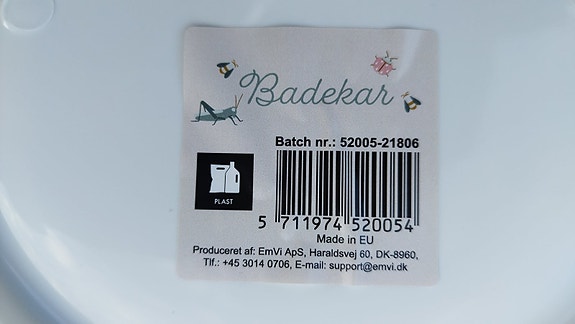 Badekar
Batch nr.: 52005-21806
PLAST
5 711974 520054
Made in EU
Produceret af: EmVi ApS, Haraldsvej 60, DK-8960,
Tlf.: +45 3014 0706, E-mail: support@emvi.dk